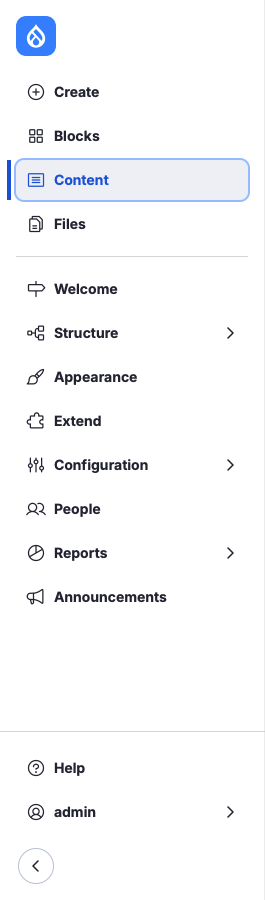 Create
Blocks
Content
Files
Welcome
Structure
Appearance
Extend
Configuration
People
Reports
Announcements
Help
admin